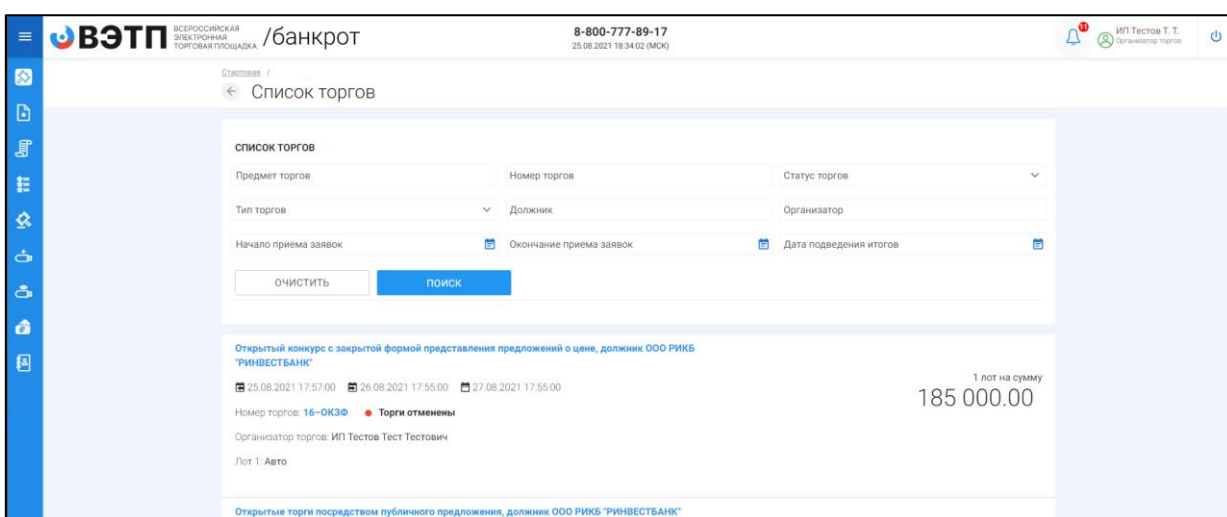 ВЭТП ВСЕРОССИЙСКАЯ ЭЛЕКТРОННАЯ ТОРГОВАЯ ПЛОЩАДКА /банкрот
8-800-777-89-17
25.08.2021 18:34:02 (МСК)
11
ИП Тестов Т. Т.
Организатор торгов
Стартовая /
Список торгов
СПИСОК ТОРГОВ
Предмет торгов Номер торгов Статус торгов
Тип торгов Должник Организатор
Начало приема заявок Окончание приема заявок Дата подведения итогов
ОЧИСТИТЬ ПОИСК
Открытый конкурс с закрытой формой представления предложений о цене, должник ООО РИКБ
"РИНВЕСТБАНК"
25.08.2021 17:57:00 26.08.2021 17:55:00 27.08.2021 17:55:00
1 лот на сумму
185 000.00
Номер торгов: 16-ОКЗФ Торги отменены
Организатор торгов: ИП Тестов Тест Тестович
Лот 1: Авто
Открытые торги посредством публичного предложения, должник ООО РИКБ "РИНВЕСТБАНК"